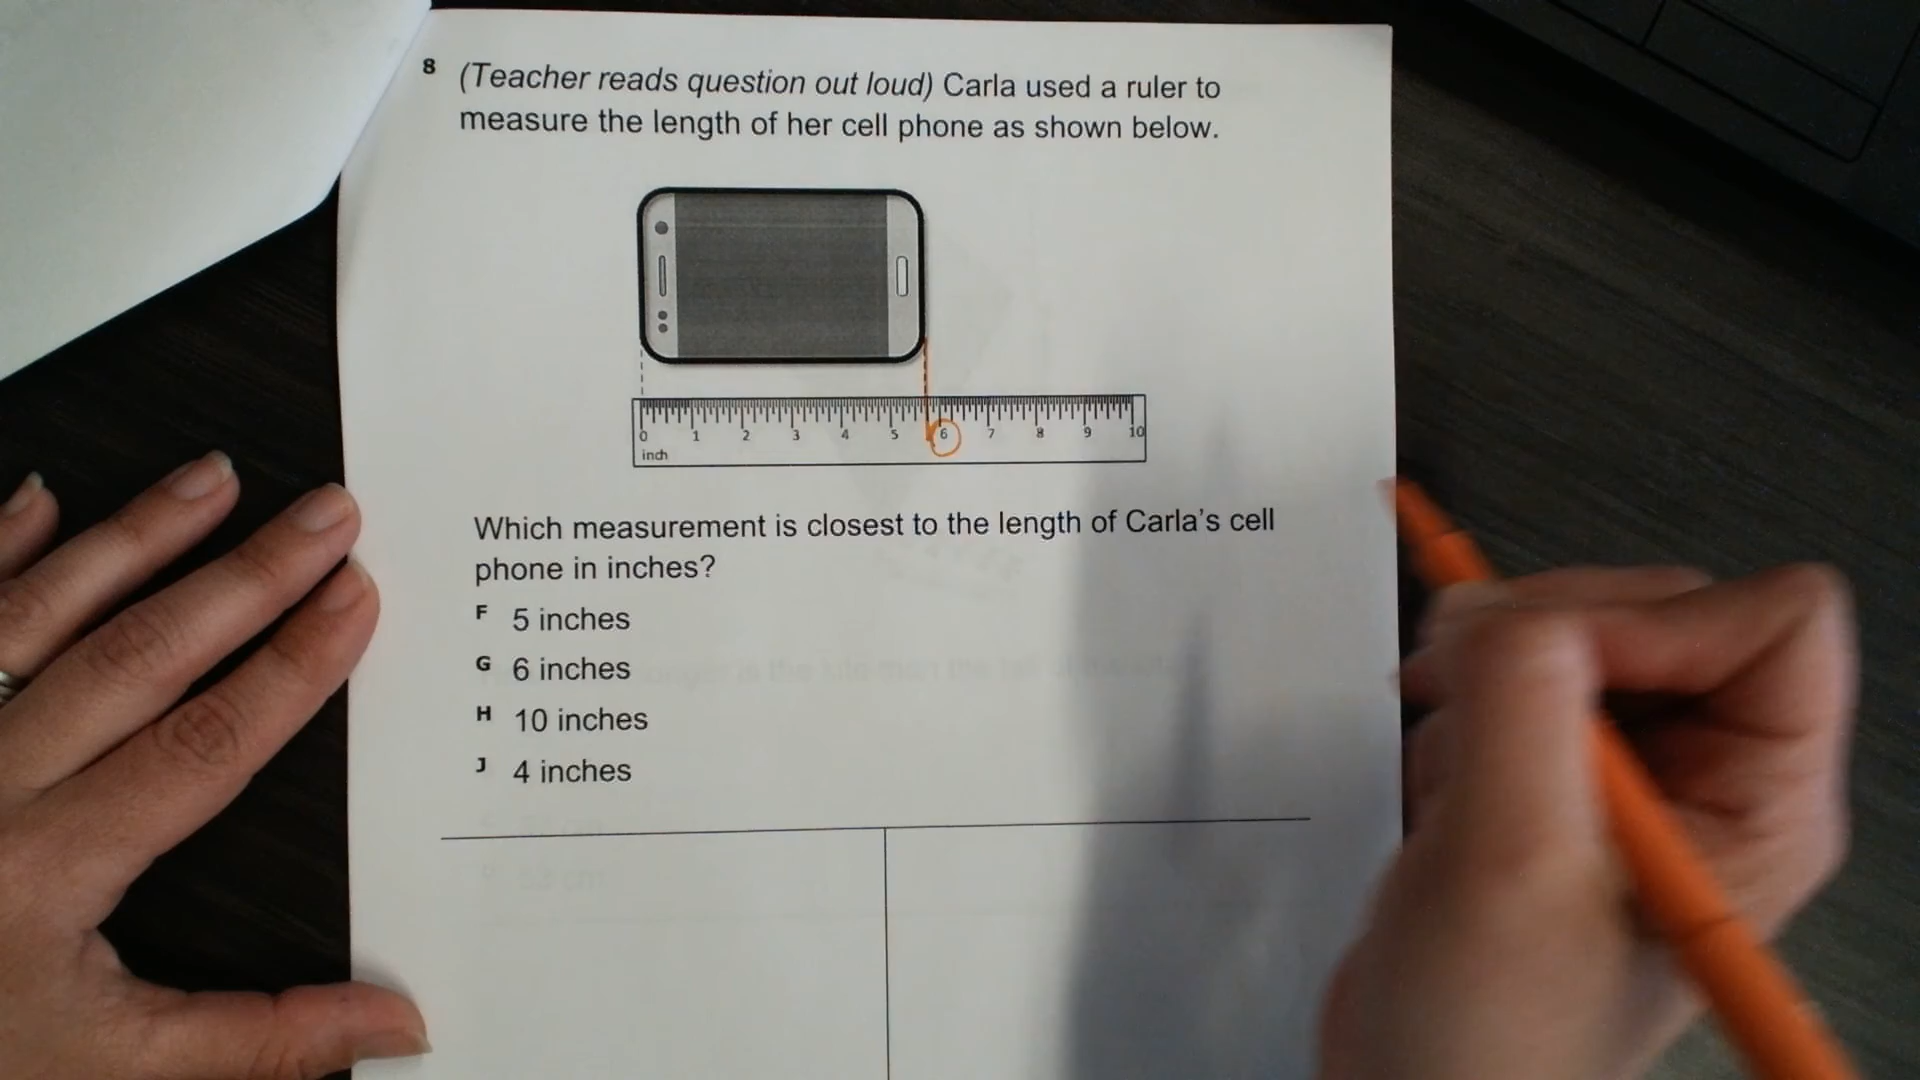 8 (Teacher reads question out loud) Carla used a ruler to
measure the length of her cell phone as shown below.
0 1 2 3 4 5 6 7 8 9 10
inch
Which measurement is closest to the length of Carla's cell
phone in inches?
F 5 inches
G 6 inches
H 10 inches
J 4 inches